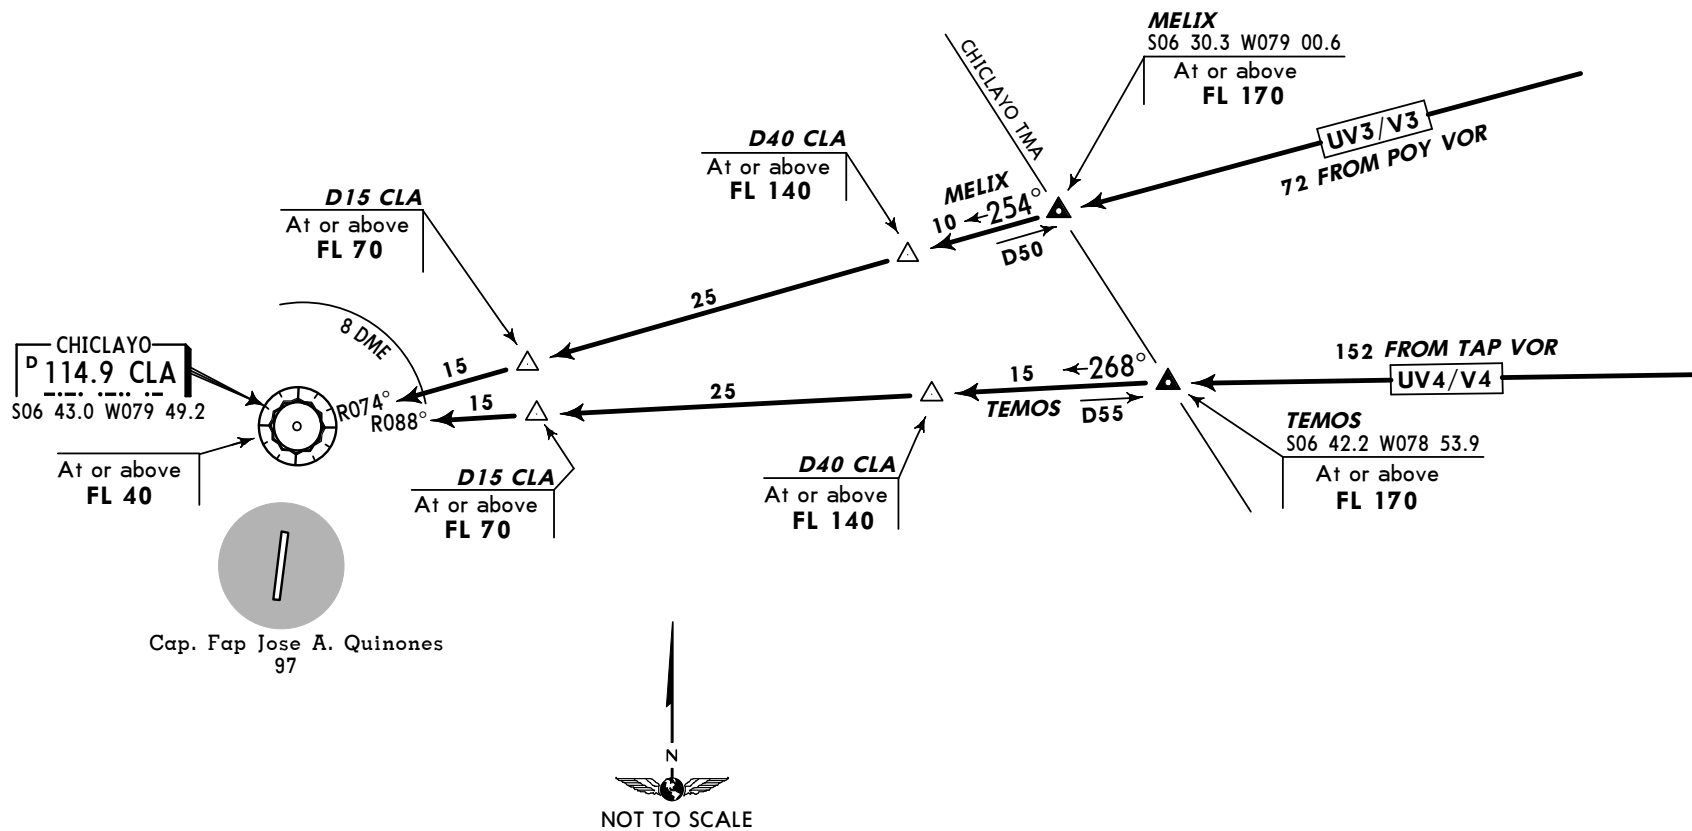 MELIX
S06 30.3 W079 00.6
At or above
FL 170
CHICLAYO TMA
UV3/V3
72 FROM POY VOR
D40 CLA
At or above
FL 140
MELIX
10 254°
D50
D15 CLA
At or above
FL 70
25
8 DME
15
CHICLAYO
D 114.9 CLA
S06 43.0 W079 49.2
R074°
R088°
15
25
15 268°
TEMOS
D55
152 FROM TAP VOR
UV4/V4
TEMOS
S06 42.2 W078 53.9
At or above
FL 170
At or above
FL 40
D15 CLA
At or above
FL 70
D40 CLA
At or above
FL 140
Cap. Fap Jose A. Quinones
97
N
NOT TO SCALE